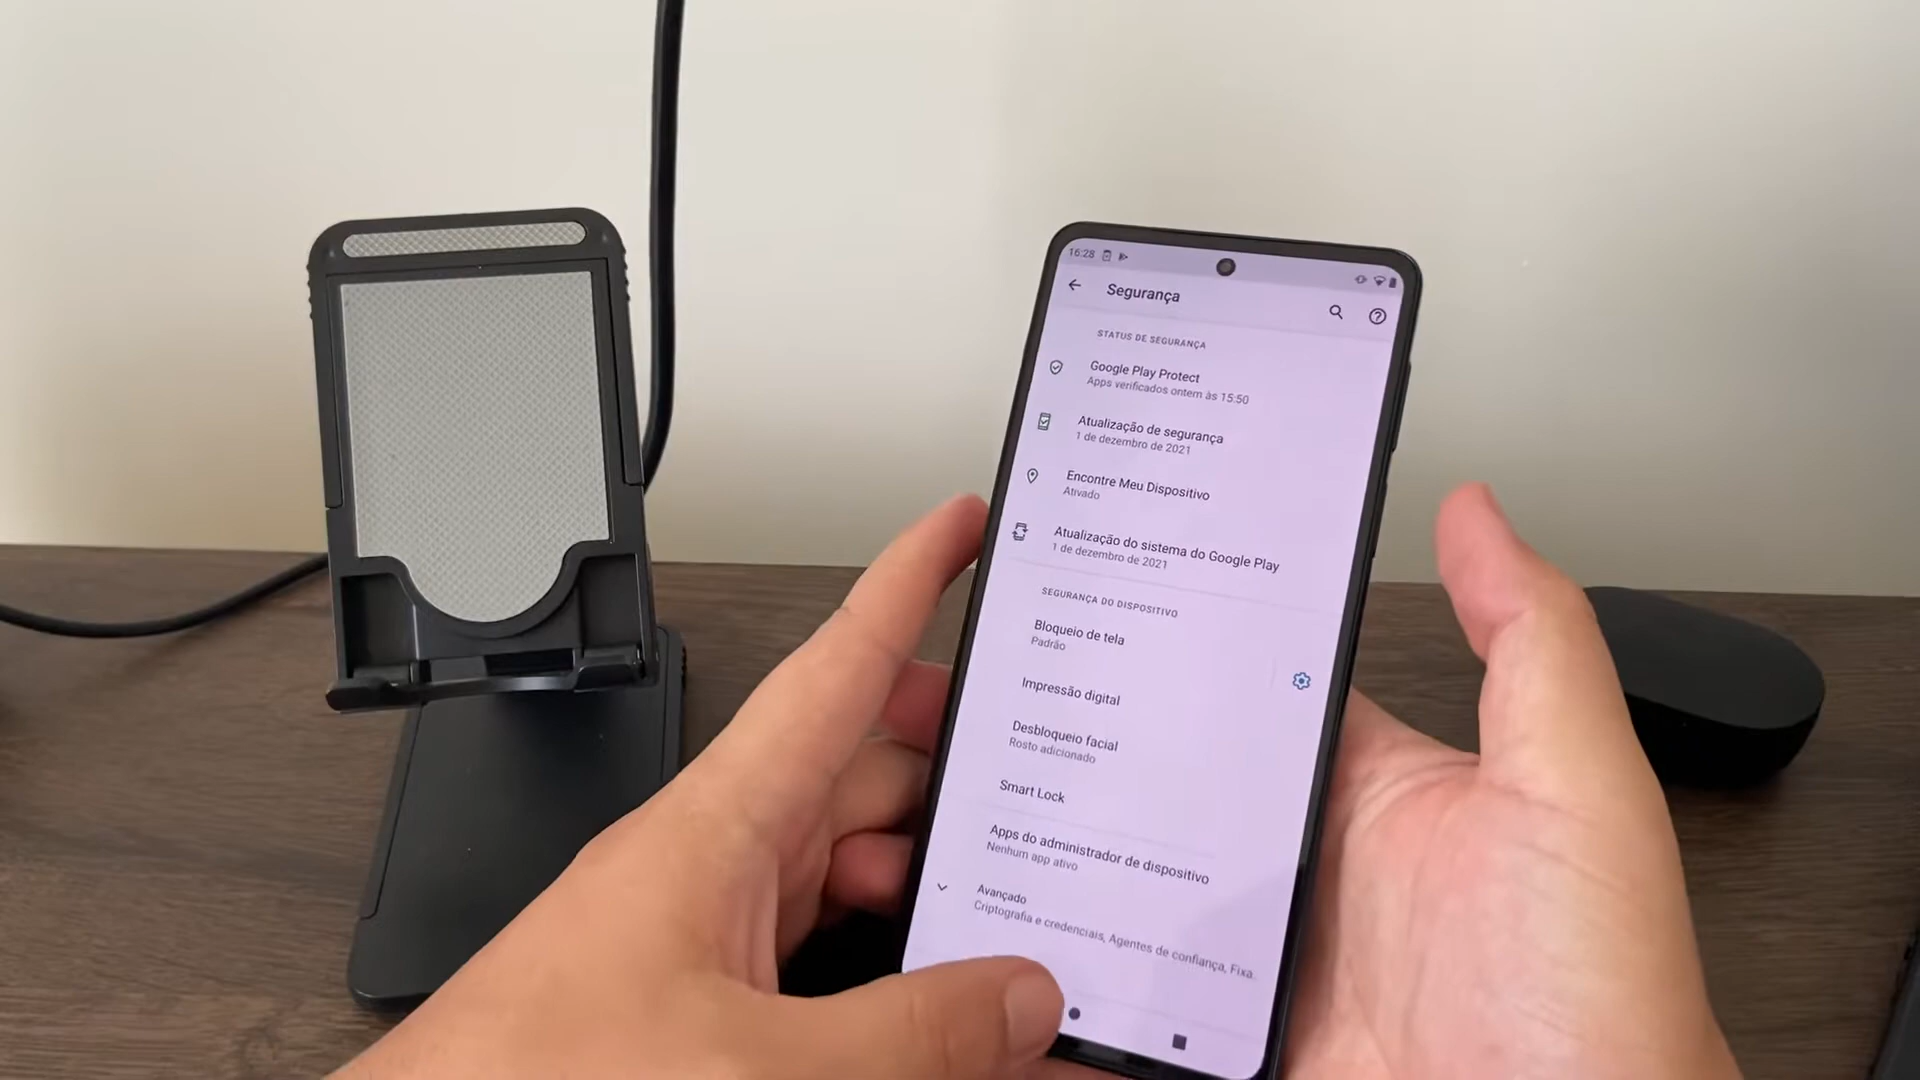 16:28
Segurança
STATUS DE SEGURANÇA
Google Play Protect
Apps verificados ontem às 15:50
Atualização de segurança
1 de dezembro de 2021
Encontre Meu Dispositivo
Ativado
Atualização do sistema do Google Play
1 de dezembro de 2021
SEGURANÇA DO DISPOSITIVO
Bloqueio de tela
Padrão
Impressão digital
Desbloqueio facial
Rosto adicionado
Smart Lock
Apps do administrador de dispositivo
Nenhum app ativo
Avançado
Criptografia e credenciais, Agentes de confiança, Fixa..